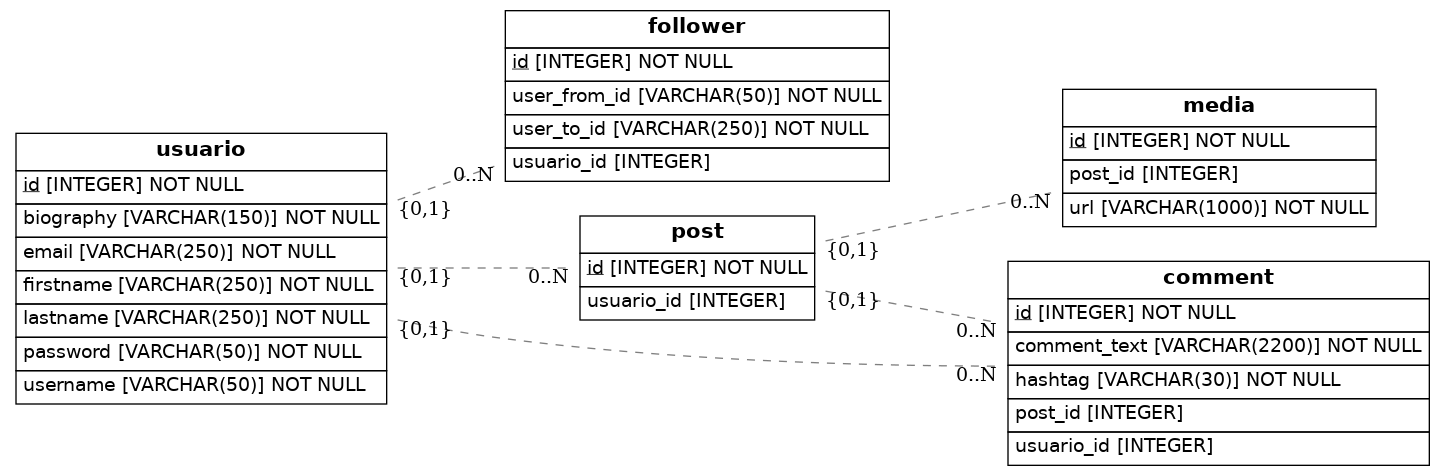 usuario
id [INTEGER] NOT NULL
biography [VARCHAR(150)] NOT NULL
email [VARCHAR(250)] NOT NULL
firstname [VARCHAR(250)] NOT NULL
lastname [VARCHAR(250)] NOT NULL
password [VARCHAR(50)] NOT NULL
username [VARCHAR(50)] NOT NULL
{0,1}
0..N
{0,1}
0..N
{0,1}
0..N
follower
id [INTEGER] NOT NULL
user_from_id [VARCHAR(50)] NOT NULL
user_to_id [VARCHAR(250)] NOT NULL
usuario_id [INTEGER]
post
id [INTEGER] NOT NULL
usuario_id [INTEGER]
{0,1}
0..N
{0,1}
0..N
media
id [INTEGER] NOT NULL
post_id [INTEGER]
url [VARCHAR(1000)] NOT NULL
comment
id [INTEGER] NOT NULL
comment_text [VARCHAR(2200)] NOT NULL
hashtag [VARCHAR(30)] NOT NULL
post_id [INTEGER]
usuario_id [INTEGER]